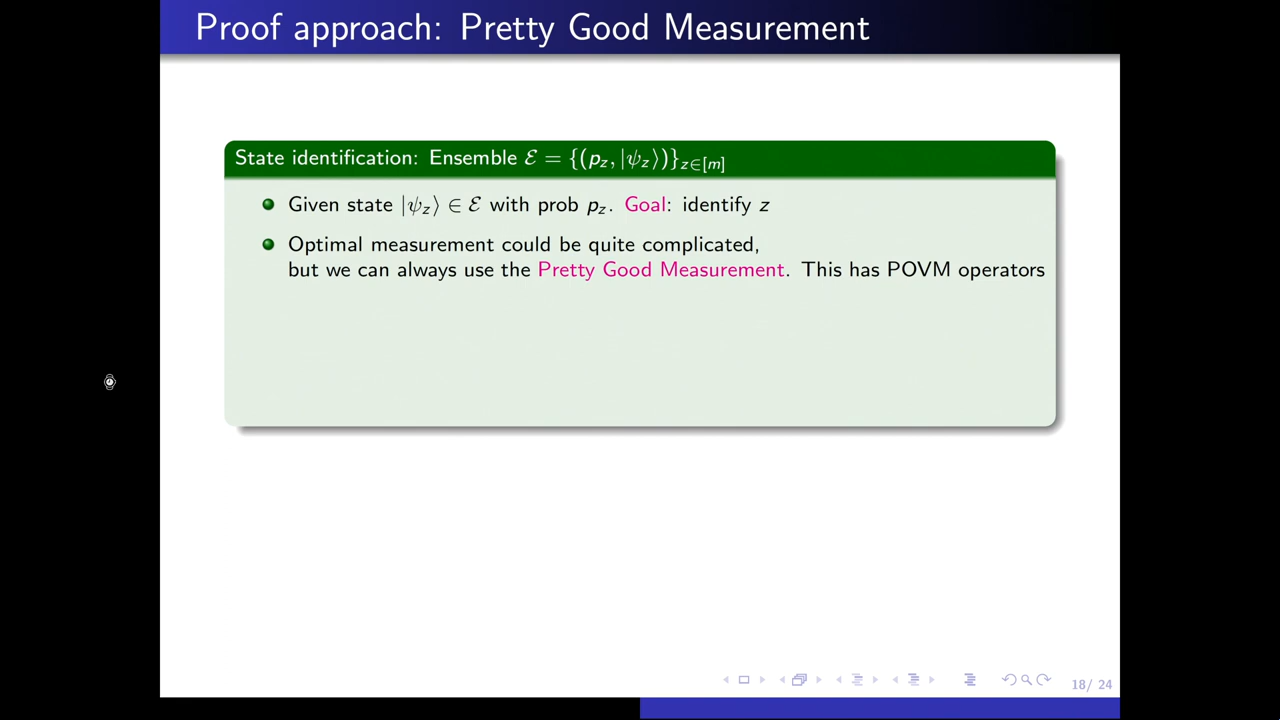 Proof approach: Pretty Good Measurement
State identification: Ensemble ℰ = {(p_z, |ψ_z⟩)}_{z∈[m]}
Given state |ψ_z⟩ ∈ ℰ with prob p_z. Goal: identify z
Optimal measurement could be quite complicated,
but we can always use the Pretty Good Measurement. This has POVM operators
18/ 24